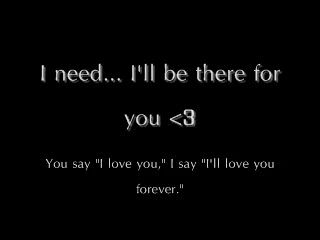 I need... I'll be there for
you <3
You say "I love you," I say "I'll love you
forever."